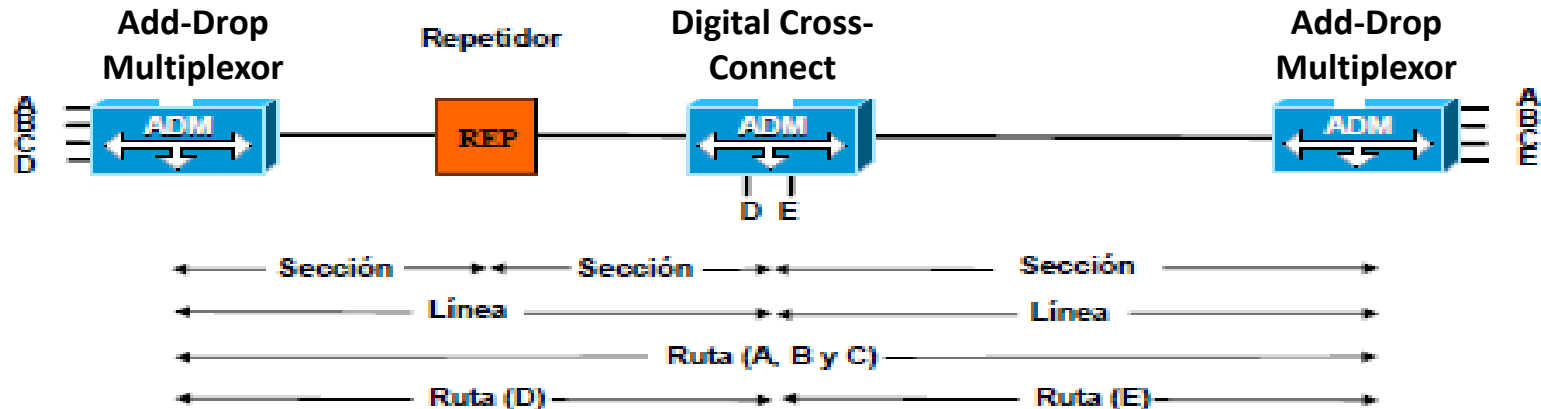 Add-Drop
Multiplexor
Repetidor
Digital Cross-
Connect
Add-Drop
Multiplexor
A
B
C
D
ADM
REP
ADM
ADM
A
B
C
E
D E
Sección Sección Sección
Línea Línea
Ruta (A, B y C)
Ruta (D) Ruta (E)